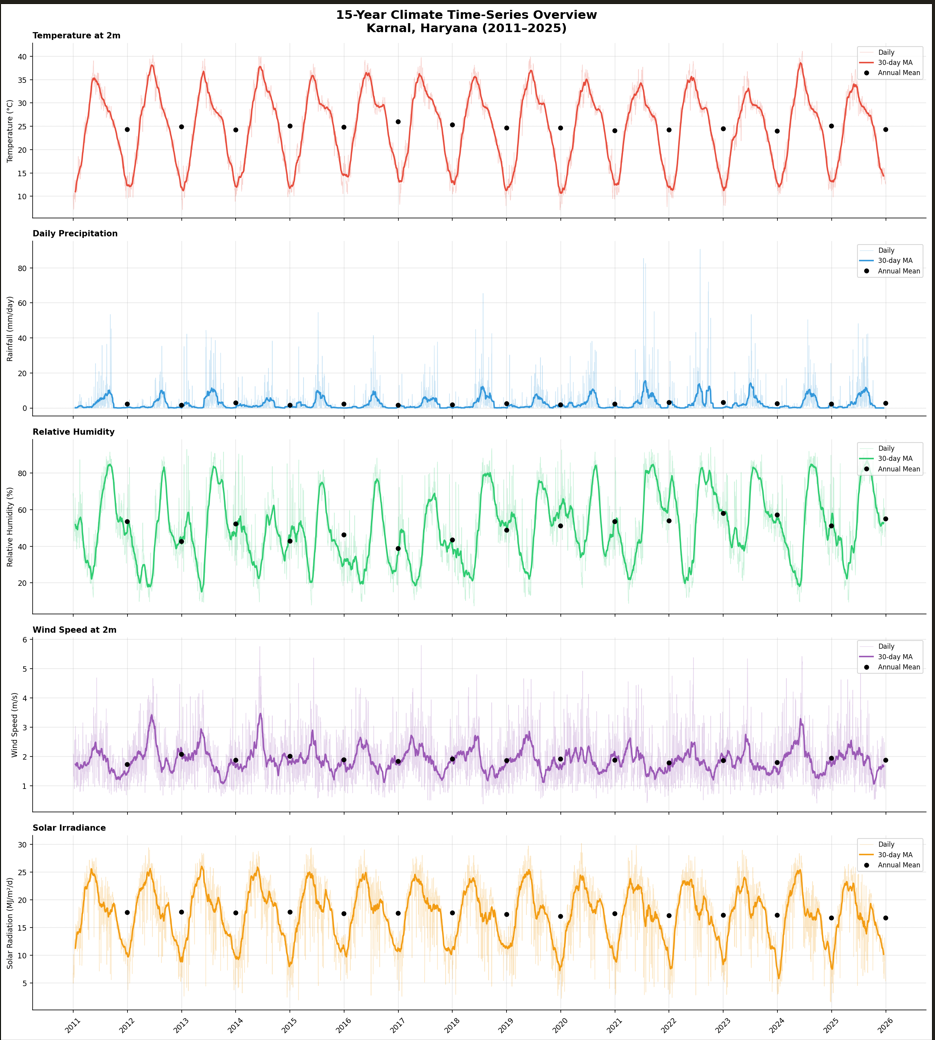 15-Year Climate Time-Series Overview
Karnal, Haryana (2011–2025)
Temperature at 2m
Temperature (°C)
40
35
30
25
20
15
10
Daily
30-day MA
Annual Mean
Daily Precipitation
Rainfall (mm/day)
80
60
40
20
0
Daily
30-day MA
Annual Mean
Relative Humidity
Relative Humidity (%)
80
60
40
20
Daily
30-day MA
Annual Mean
Wind Speed at 2m
Wind Speed (m/s)
6
5
4
3
2
1
Daily
30-day MA
Annual Mean
Solar Irradiance
Solar Radiation (MJ/m²/d)
30
25
20
15
10
5
Daily
30-day MA
Annual Mean
2011 2012 2013 2014 2015 2016 2017 2018 2019 2020 2021 2022 2023 2024 2025 2026